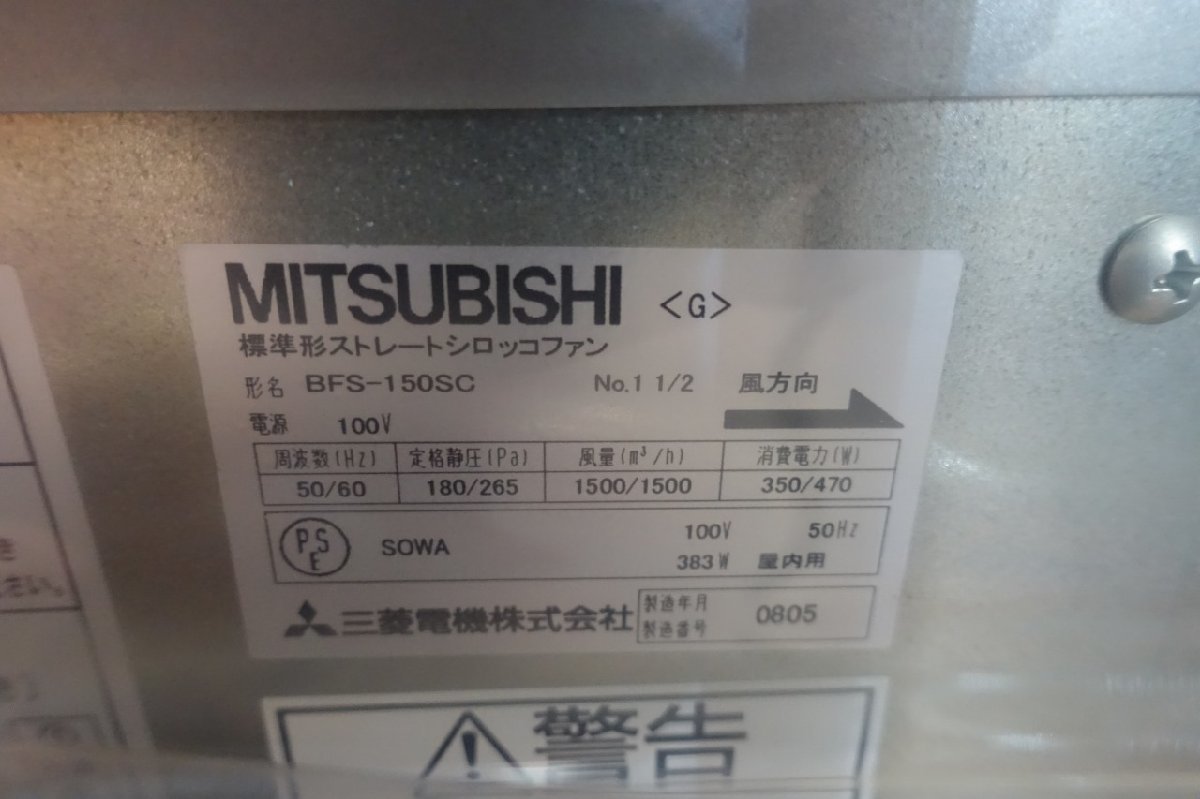 MITSUBISHI <G>
標準形ストレートシロッコファン
形名 BFS-150SC No.1 1/2 風方向
電源 100V
周波数(Hz) 定格静圧(Pa) 風量(m³/h) 消費電力(W)
50/60 180/265 1500/1500 350/470
PSE SOWA 100V 50Hz
383W 屋内用
三菱電機株式会社 製造年月 0805
製造番号
警告